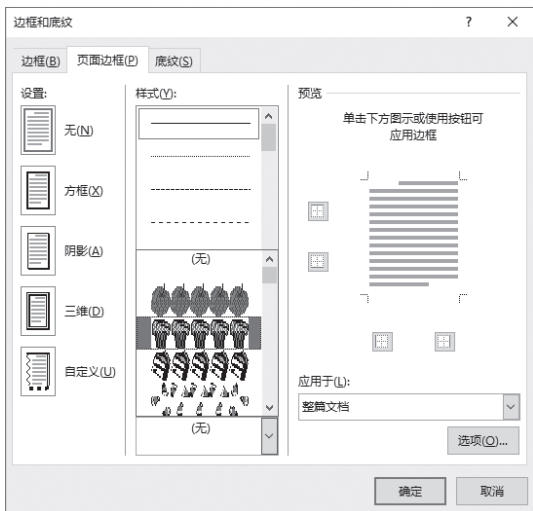 边框和底纹
? ×
边框(B) 页面边框(P) 底纹(S)
设置:
无(N)
方框(X)
阴影(A)
三维(D)
自定义(U)
样式(Y):
(无)
(无)
预览
单击下方图示或使用按钮可
应用边框
应用于(L):
整篇文档
选项(O)...
确定 取消